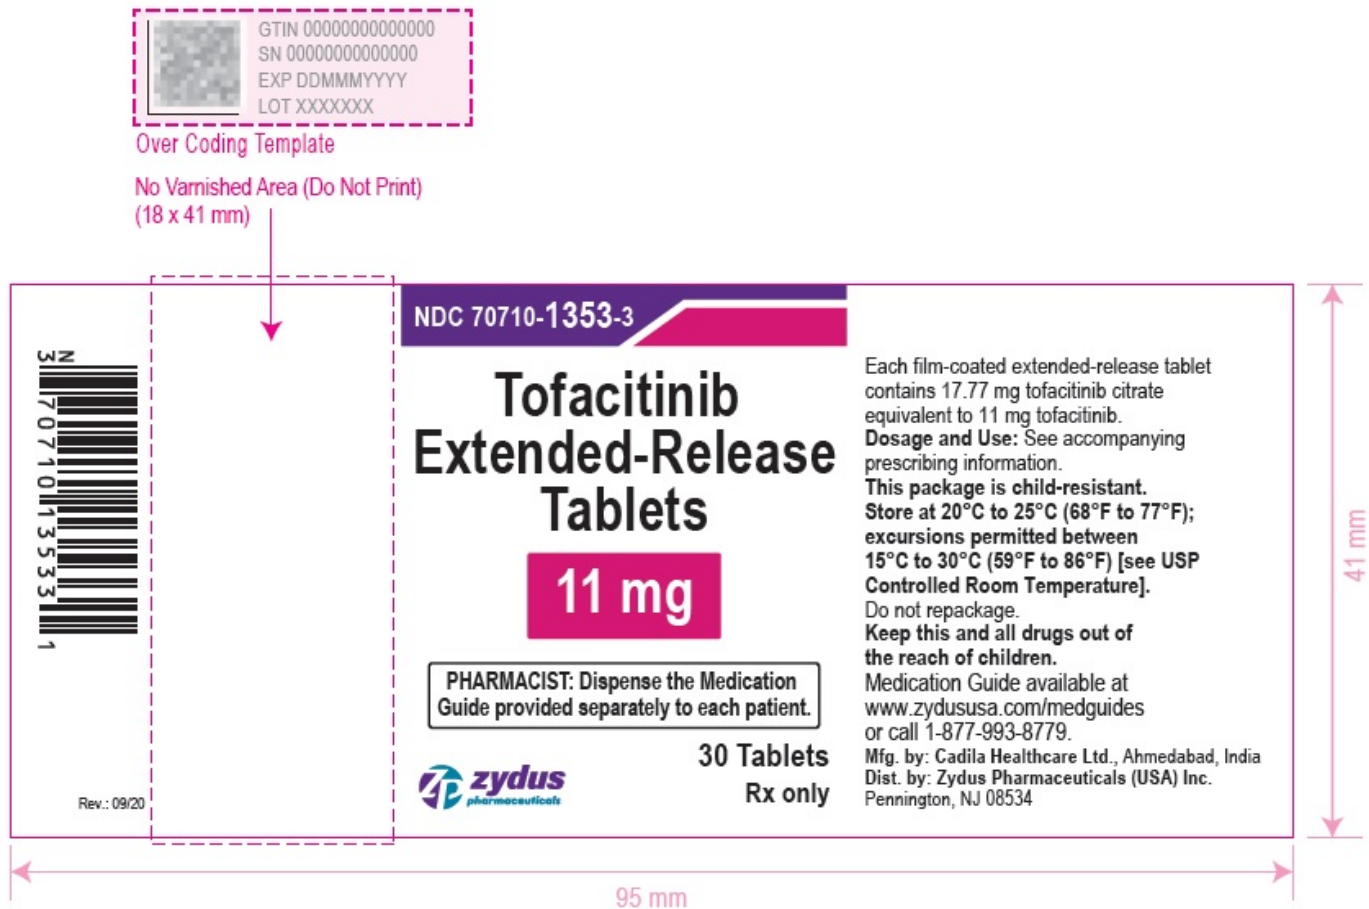 GTIN 00000000000000
SN 00000000000000
EXP DDMMMYYYY
LOT XXXXXXX
Over Coding Template
No Varnished Area (Do Not Print)
(18 x 41 mm)
N
3 70710 13533 1
Rev.: 09/20
NDC 70710-1353-3
Tofacitinib
Extended-Release
Tablets
11 mg
PHARMACIST: Dispense the Medication
Guide provided separately to each patient.
30 Tablets
Rx only
zydus
pharmaceuticals
Each film-coated extended-release tablet
contains 17.77 mg tofacitinib citrate
equivalent to 11 mg tofacitinib.
Dosage and Use: See accompanying
prescribing information.
This package is child-resistant.
Store at 20°C to 25°C (68°F to 77°F);
excursions permitted between
15°C to 30°C (59°F to 86°F) [see USP
Controlled Room Temperature].
Do not repackage.
Keep this and all drugs out of
the reach of children.
Medication Guide available at
www.zydususa.com/medguides
or call 1-877-993-8779.
Mfg. by: Cadila Healthcare Ltd., Ahmedabad, India
Dist. by: Zydus Pharmaceuticals (USA) Inc.
Pennington, NJ 08534
41 mm
95 mm